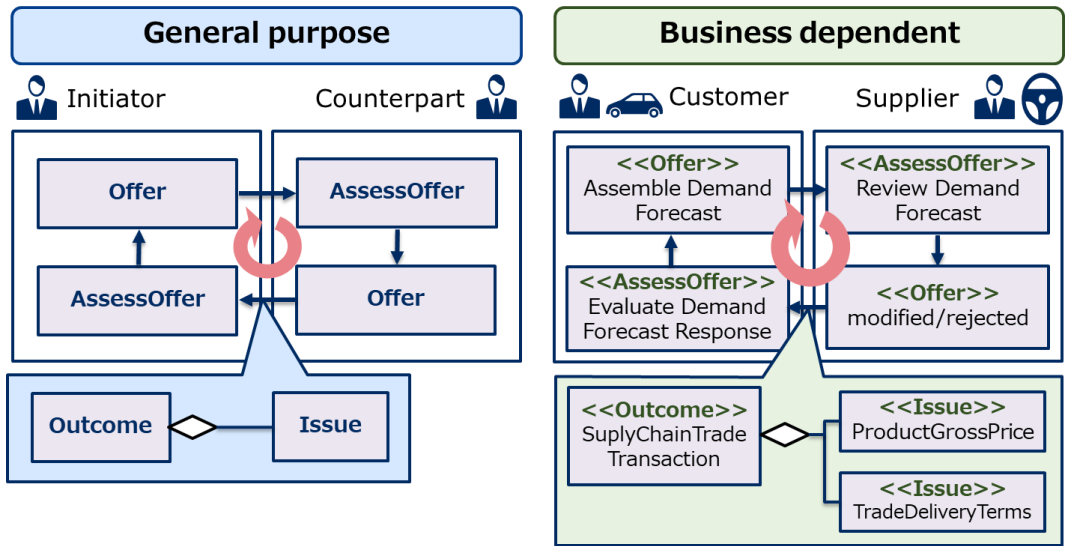 General purpose
Initiator
Counterpart
Offer
AssessOffer
AssessOffer
Offer
Outcome
Issue
Business dependent
Customer
Supplier
<<Offer>>
Assemble Demand
Forecast
<<AssessOffer>>
Review Demand
Forecast
<<AssessOffer>>
Evaluate Demand
Forecast Response
<<Offer>>
modified/rejected
<<Outcome>>
SuplyChainTrade
Transaction
<<Issue>>
ProductGrossPrice
<<Issue>>
TradeDeliveryTerms